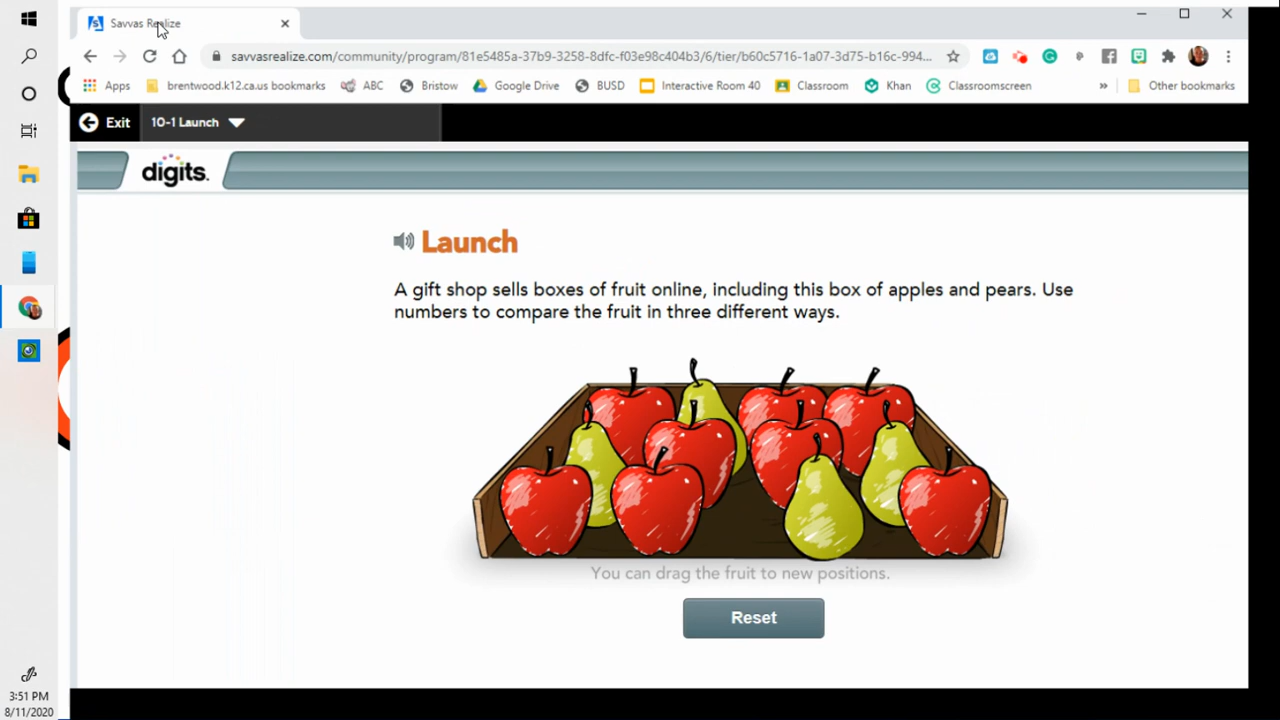 Savvas Realize
savvasrealize.com/community/program/81e5485a-37b9-3258-8dfc-f03e98c404b3/6/tier/b60c5716-1a07-3d75-b16c-994...
Apps brentwood.k12.ca.us bookmarks ABC Bristow Google Drive BUSD Interactive Room 40 Classroom Khan Classroomscreen » Other bookmarks
Exit 10-1 Launch
digits.
Launch
A gift shop sells boxes of fruit online, including this box of apples and pears. Use
numbers to compare the fruit in three different ways.
You can drag the fruit to new positions.
Reset
3:51 PM
8/11/2020